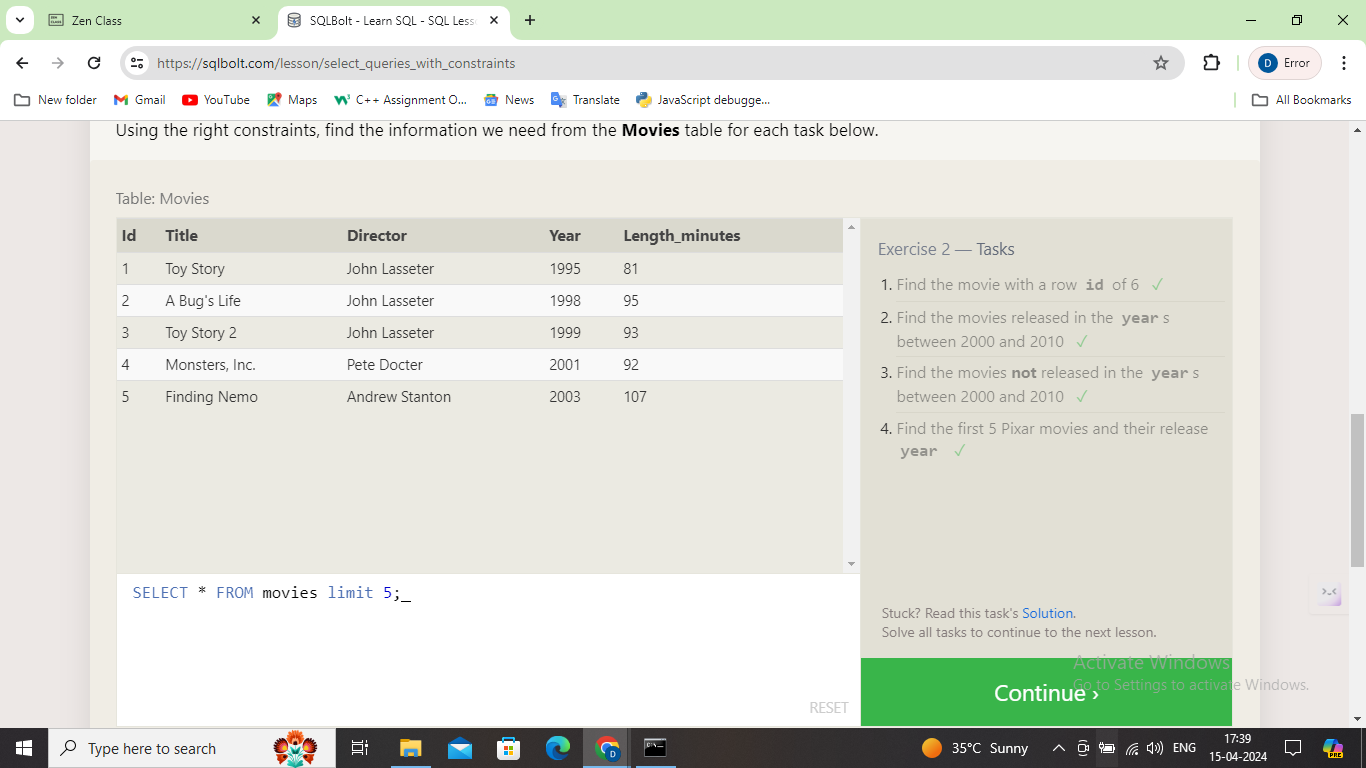 Zen Class
SQLBolt - Learn SQL - SQL Less
https://sqlbolt.com/lesson/select_queries_with_constraints
D Error
New folder Gmail YouTube Maps C++ Assignment O... News Translate JavaScript debugge... All Bookmarks
Using the right constraints, find the information we need from the Movies table for each task below.
Table: Movies
Id Title Director Year Length_minutes
1 Toy Story John Lasseter 1995 81
2 A Bug's Life John Lasseter 1998 95
3 Toy Story 2 John Lasseter 1999 93
4 Monsters, Inc. Pete Docter 2001 92
5 Finding Nemo Andrew Stanton 2003 107
SELECT * FROM movies limit 5;_
RESET
Exercise 2 — Tasks
1. Find the movie with a row id of 6 ✓
2. Find the movies released in the year s
between 2000 and 2010 ✓
3. Find the movies not released in the year s
between 2000 and 2010 ✓
4. Find the first 5 Pixar movies and their release
year ✓
Stuck? Read this task's Solution.
Solve all tasks to continue to the next lesson.
Continue ›
Activate Windows
Go to Settings to activate Windows.
Type here to search
35°C Sunny
ENG
17:39
15-04-2024
PRE